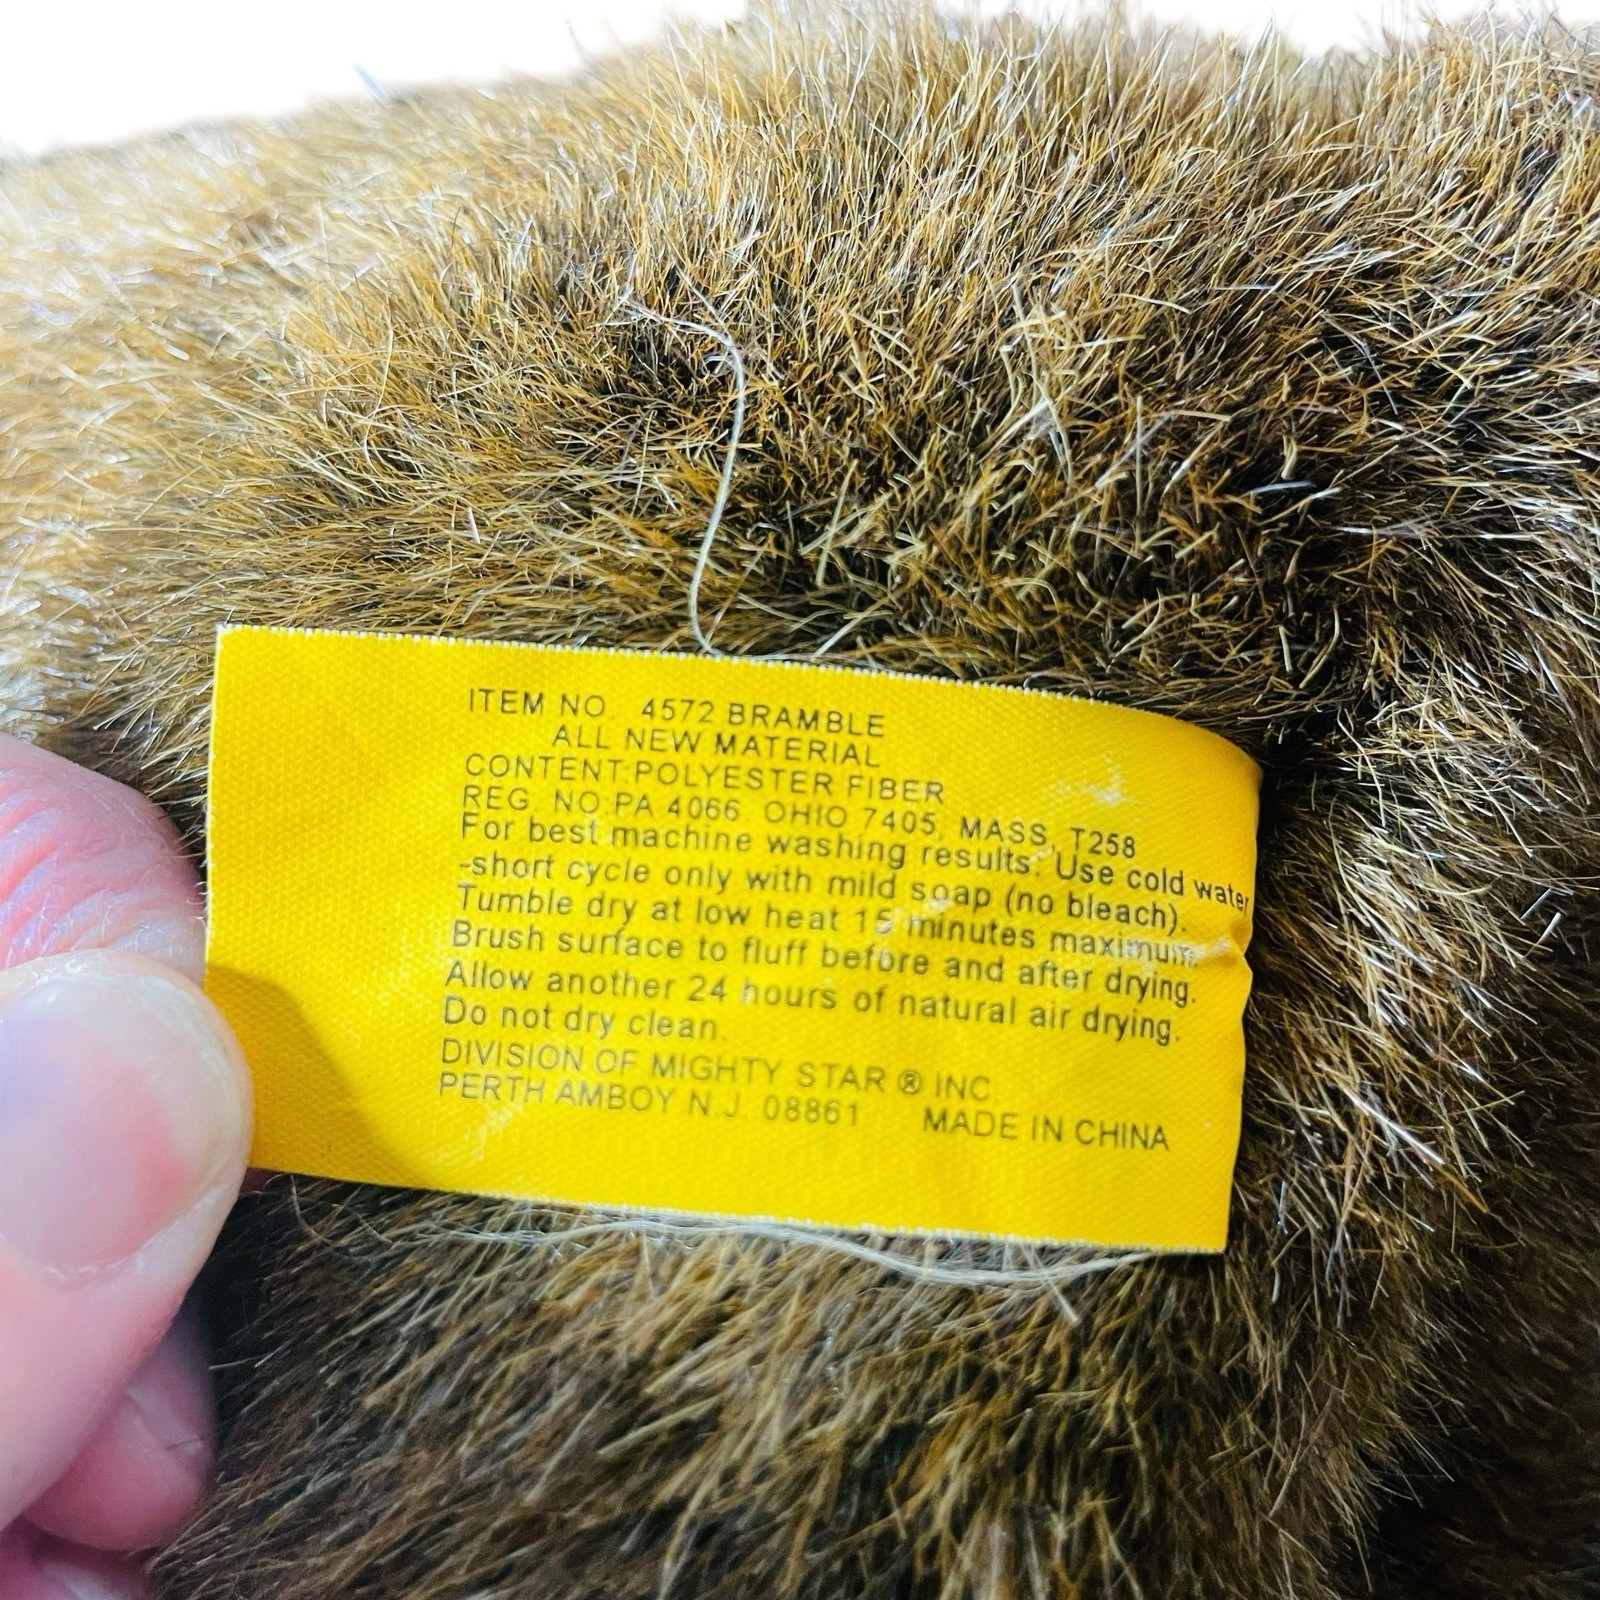 ITEM NO. 4572 BRAMBLE
ALL NEW MATERIAL
CONTENT:POLYESTER FIBER
REG. NO:PA 4066. OHIO 7405, MASS, T258
For best machine washing results. Use cold water
-short cycle only with mild soap (no bleach).
Tumble dry at low heat 15 minutes maximum.
Brush surface to fluff before and after drying.
Allow another 24 hours of natural air drying.
Do not dry clean.
DIVISION OF MIGHTY STAR ® INC.
PERTH AMBOY N.J. 08861 MADE IN CHINA